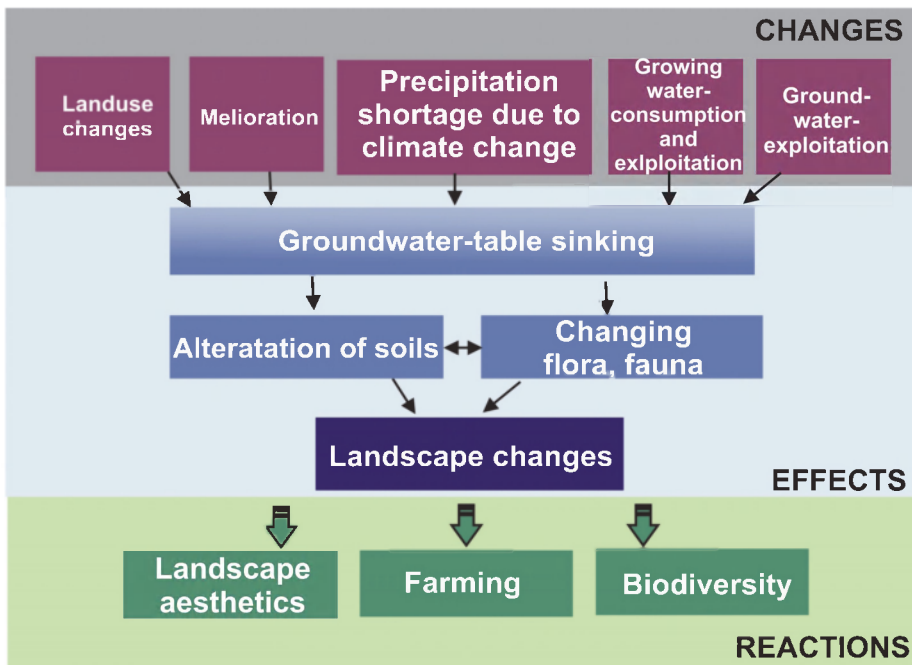 CHANGES
Landuse
changes
Melioration
Precipitation
shortage due to
climate change
Growing
water-
consumption
and
exlploitation
Ground-
water-
exploitation
Groundwater-table sinking
Alteratation of soils
Changing
flora, fauna
Landscape changes
EFFECTS
Landscape
aesthetics
Farming
Biodiversity
REACTIONS